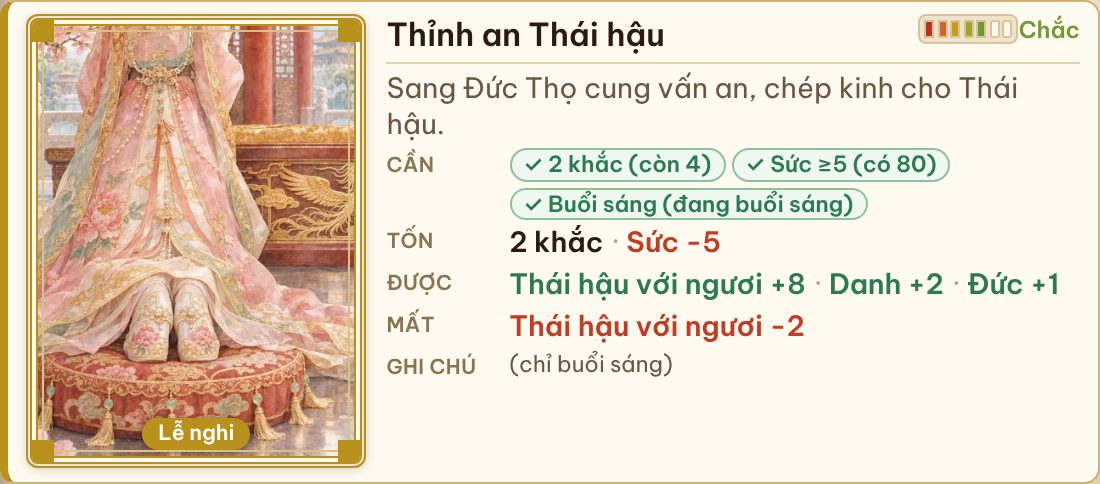 Thỉnh an Thái hậu
Chắc
Sang Đức Thọ cung vấn an, chép kinh cho Thái
hậu.
CẦN
✓ 2 khắc (còn 4) ✓ Sức ≥5 (có 80)
✓ Buổi sáng (đang buổi sáng)
TỐN
2 khắc · Sức -5
ĐƯỢC
Thái hậu với ngươi +8 · Danh +2 · Đức +1
MẤT
Thái hậu với ngươi -2
GHI CHÚ
(chỉ buổi sáng)
Lễ nghi